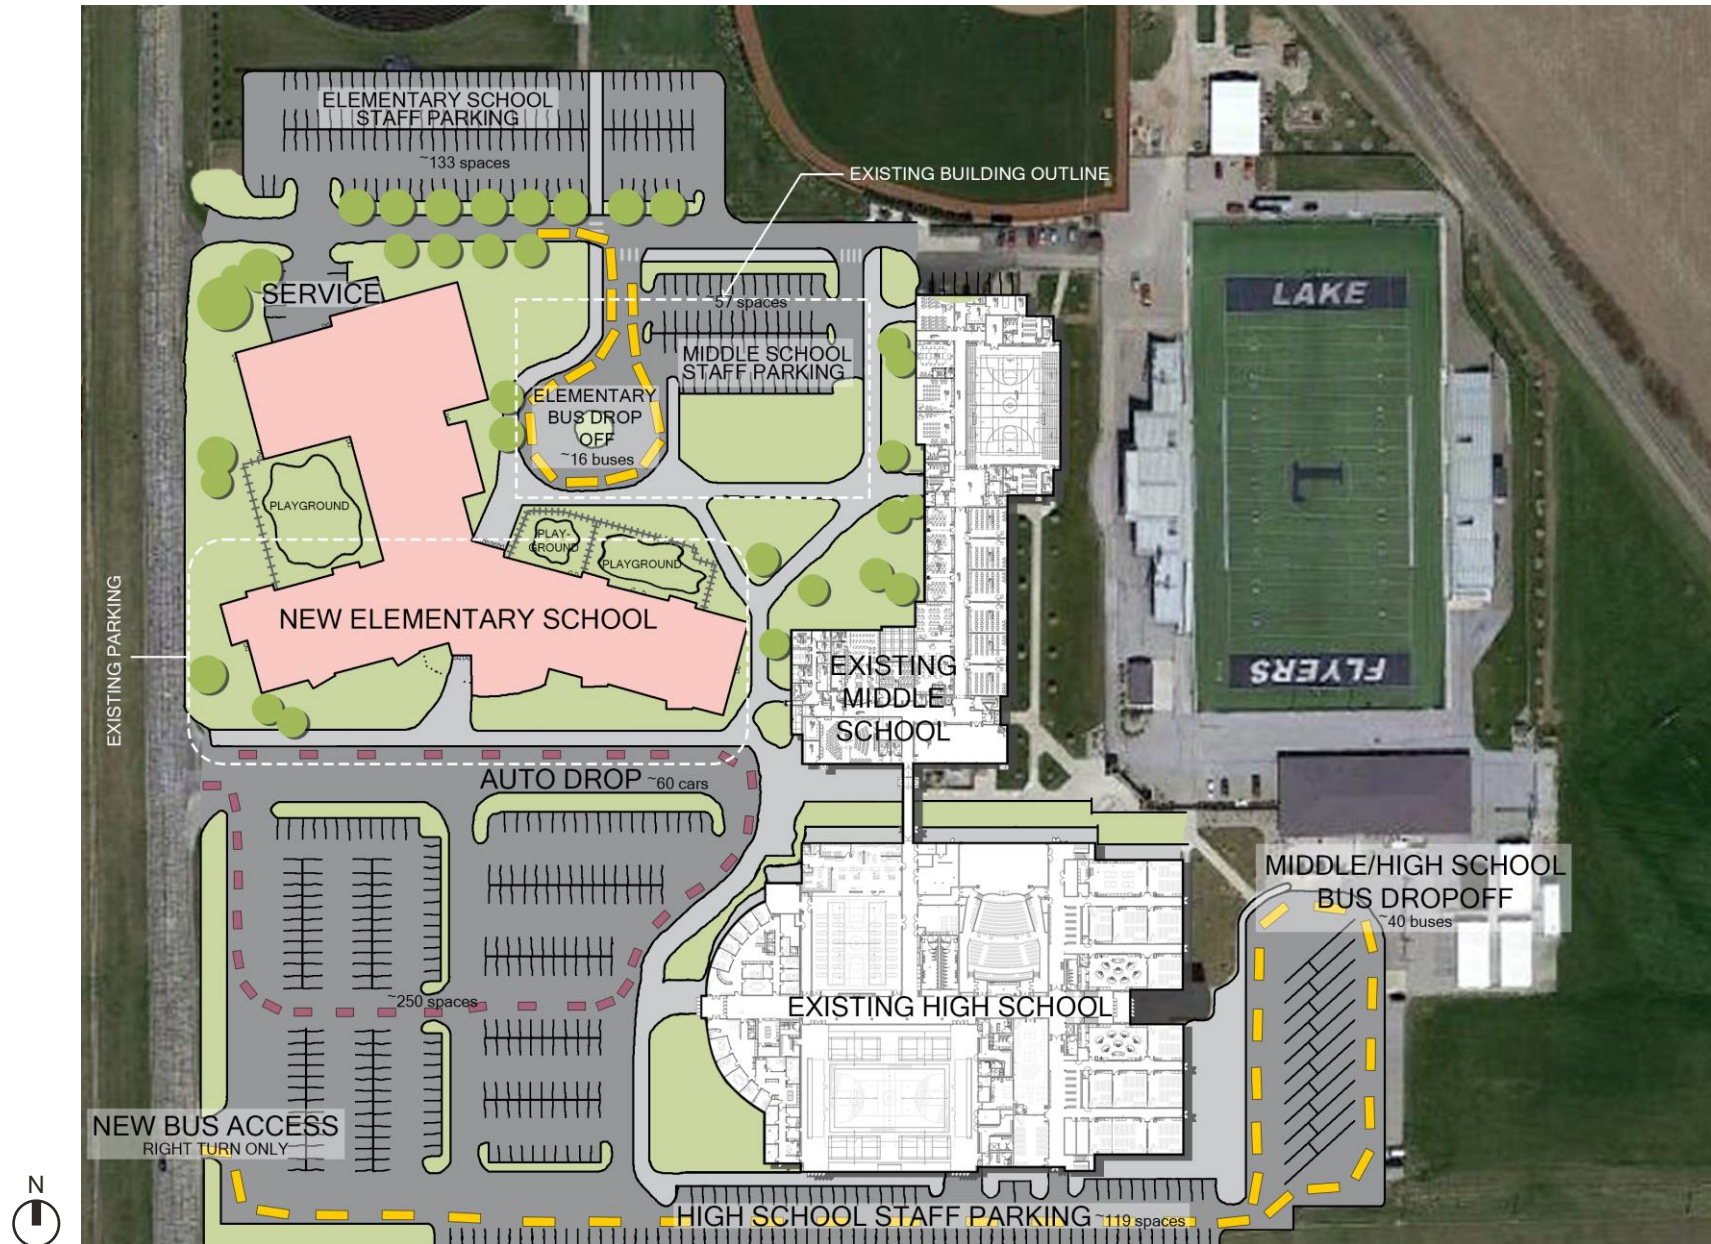 ELEMENTARY SCHOOL
STAFF PARKING
~133 spaces
EXISTING BUILDING OUTLINE
SERVICE
~57 spaces
MIDDLE SCHOOL
STAFF PARKING
ELEMENTARY
BUS DROP
OFF
~16 buses
LAKE
L
FLYERS
PLAYGROUND
PLAY-
GROUND
PLAYGROUND
NEW ELEMENTARY SCHOOL
EXISTING PARKING
EXISTING
MIDDLE
SCHOOL
AUTO DROP ~60 cars
MIDDLE/HIGH SCHOOL
BUS DROPOFF
~40 buses
~250 spaces
EXISTING HIGH SCHOOL
NEW BUS ACCESS
RIGHT TURN ONLY
HIGH SCHOOL STAFF PARKING ~119 spaces
N